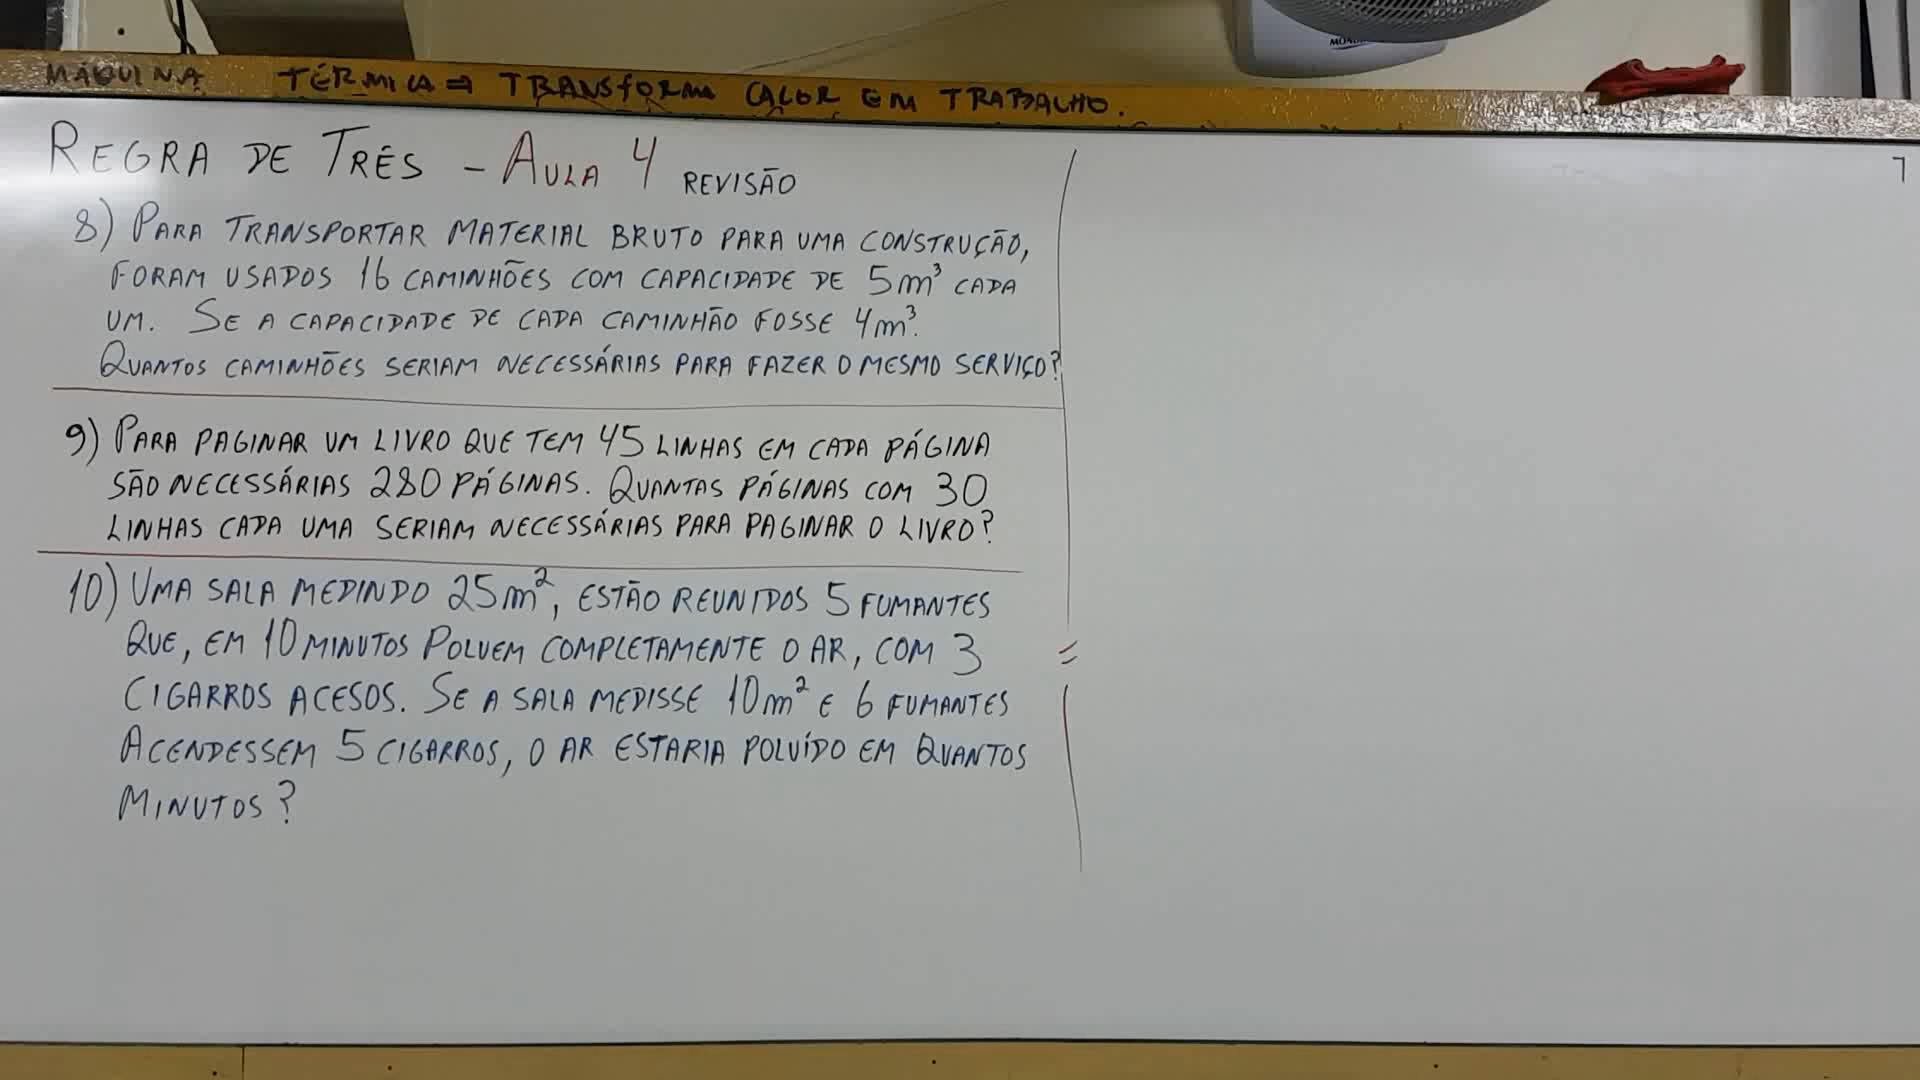 MÁQUINA TÉRMICA ⇒ TRANSFORMA CALOR EM TRABALHO.
REGRA DE TRÊS - AULA 4 REVISÃO
8) PARA TRANSPORTAR MATERIAL BRUTO PARA UMA CONSTRUÇÃO,
FORAM USADOS 16 CAMINHÕES COM CAPACIDADE DE 5m³ CADA
UM. SE A CAPACIDADE DE CADA CAMINHÃO FOSSE 4m³.
QUANTOS CAMINHÕES SERIAM NECESSÁRIAS PARA FAZER O MESMO SERVIÇO?
9) PARA PAGINAR UM LIVRO QUE TEM 45 LINHAS EM CADA PÁGINA
SÃO NECESSÁRIAS 280 PÁGINAS. QUANTAS PÁGINAS COM 30
LINHAS CADA UMA SERIAM NECESSÁRIAS PARA PAGINAR O LIVRO?
10) UMA SALA MEDINDO 25m², ESTÃO REUNIDOS 5 FUMANTES
QUE, EM 10 MINUTOS POLUEM COMPLETAMENTE O AR, COM 3
CIGARROS ACESOS. SE A SALA MEDISSE 10m² E 6 FUMANTES
ACENDESSEM 5 CIGARROS, O AR ESTARIA POLUÍDO EM QUANTOS
MINUTOS?
=
7